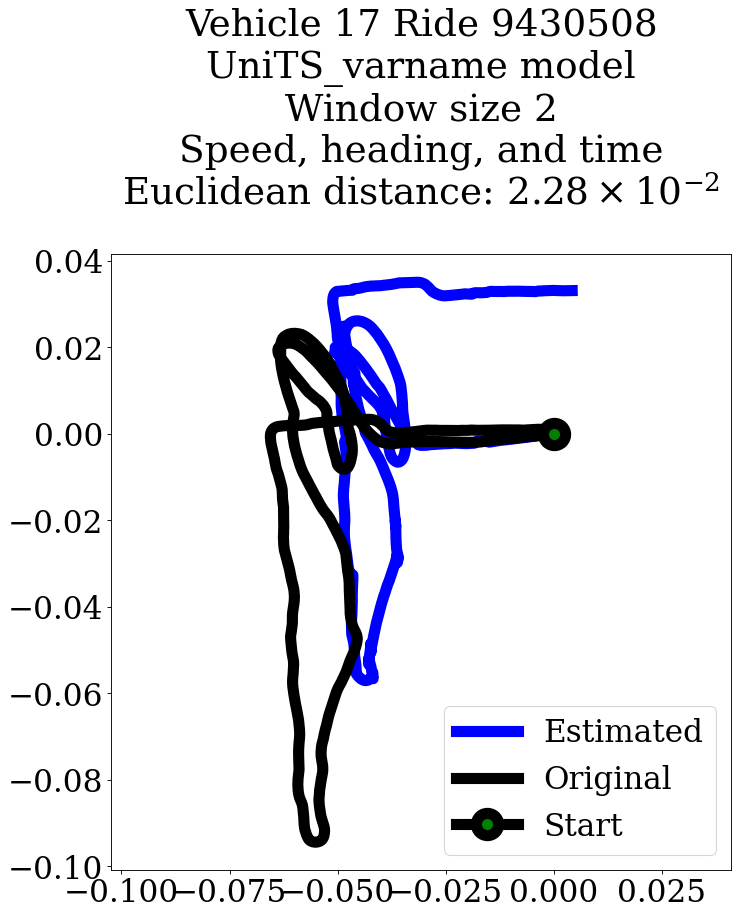 Vehicle 17 Ride 9430508
UniTS_varname model
Window size 2
Speed, heading, and time
Euclidean distance: 2.28 × 10⁻²
0.04
0.02
0.00
−0.02
−0.04
−0.06
−0.08
−0.10
Estimated
Original
Start
−0.100 −0.075 −0.050 −0.025 0.000 0.025